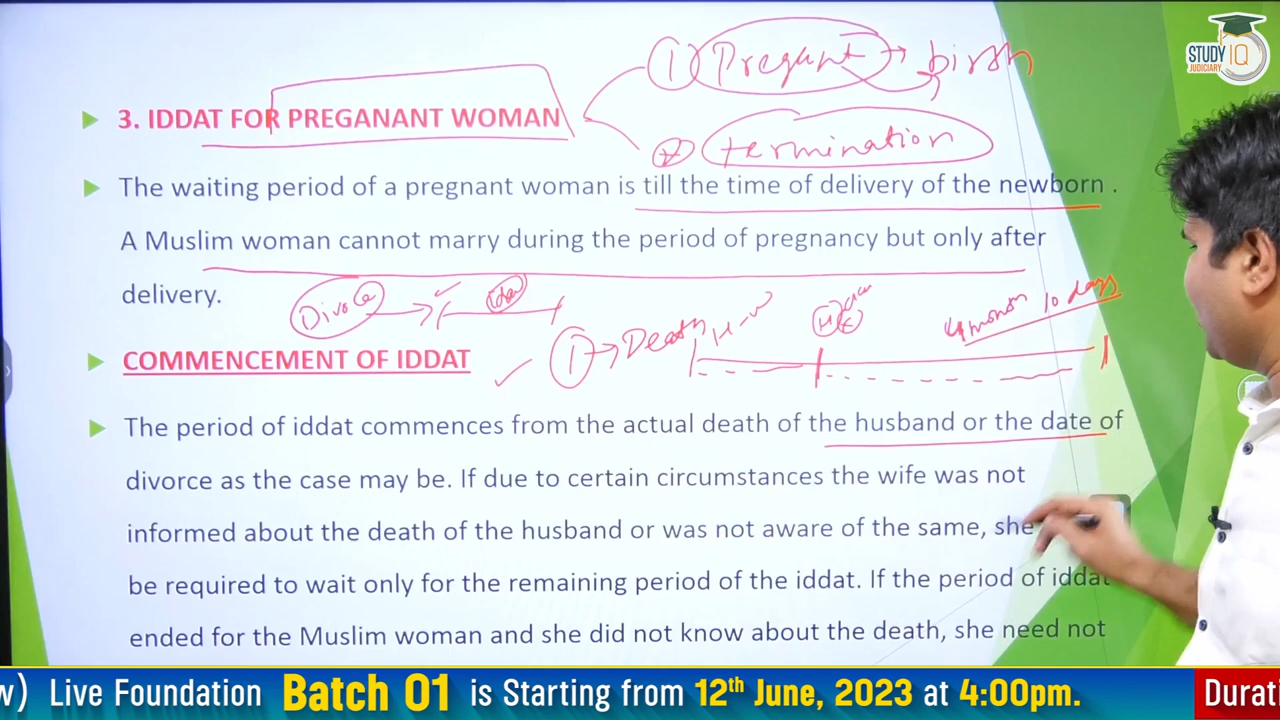 STUDY IQ
JUDICIARY
① Pregant → birth
3. IDDAT FOR PREGANANT WOMAN
② termination
The waiting period of a pregnant woman is till the time of delivery of the newborn .
A Muslim woman cannot marry during the period of pregnancy but only after
delivery.
Divorce
① → Death H-W
10 days
COMMENCEMENT OF IDDAT
The period of iddat commences from the actual death of the husband or the date of
divorce as the case may be. If due to certain circumstances the wife was not
informed about the death of the husband or was not aware of the same, she
be required to wait only for the remaining period of the iddat. If the period of iddat
ended for the Muslim woman and she did not know about the death, she need not
w) Live Foundation Batch 01 is Starting from 12th June, 2023 at 4:00pm.
Durati